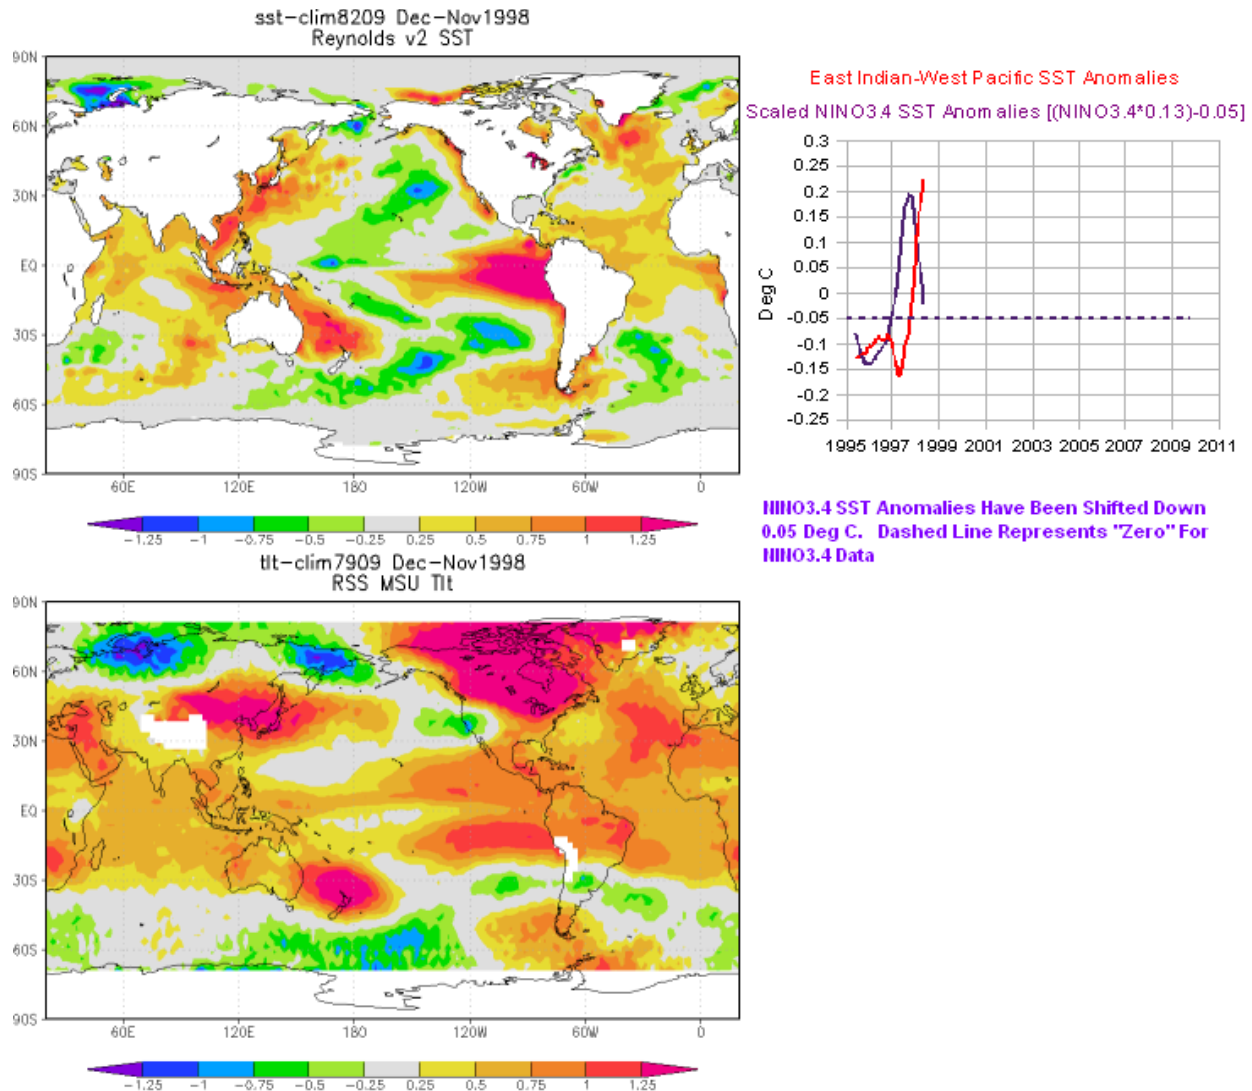 sst-clim8209 Dec-Nov1998
Reynolds v2 SST
90N
60N
30N
EQ
30S
60S
90S
60E 120E 180 120W 60W 0
-1.25 -1 -0.75 -0.5 -0.25 0.25 0.5 0.75 1 1.25
East Indian-West Pacific SST Anomalies
Scaled NINO3.4 SST Anomalies [(NINO3.4*0.13)-0.05]
Deg C
0.3
0.25
0.2
0.15
0.1
0.05
0
-0.05
-0.1
-0.15
-0.2
-0.25
1995 1997 1999 2001 2003 2005 2007 2009 2011
NINO3.4 SST Anomalies Have Been Shifted Down
0.05 Deg C. Dashed Line Represents "Zero" For
NINO3.4 Data
tlt-clim7909 Dec-Nov1998
RSS MSU Tlt
90N
60N
30N
EQ
30S
60S
90S
60E 120E 180 120W 60W 0
-1.25 -1 -0.75 -0.5 -0.25 0.25 0.5 0.75 1 1.25